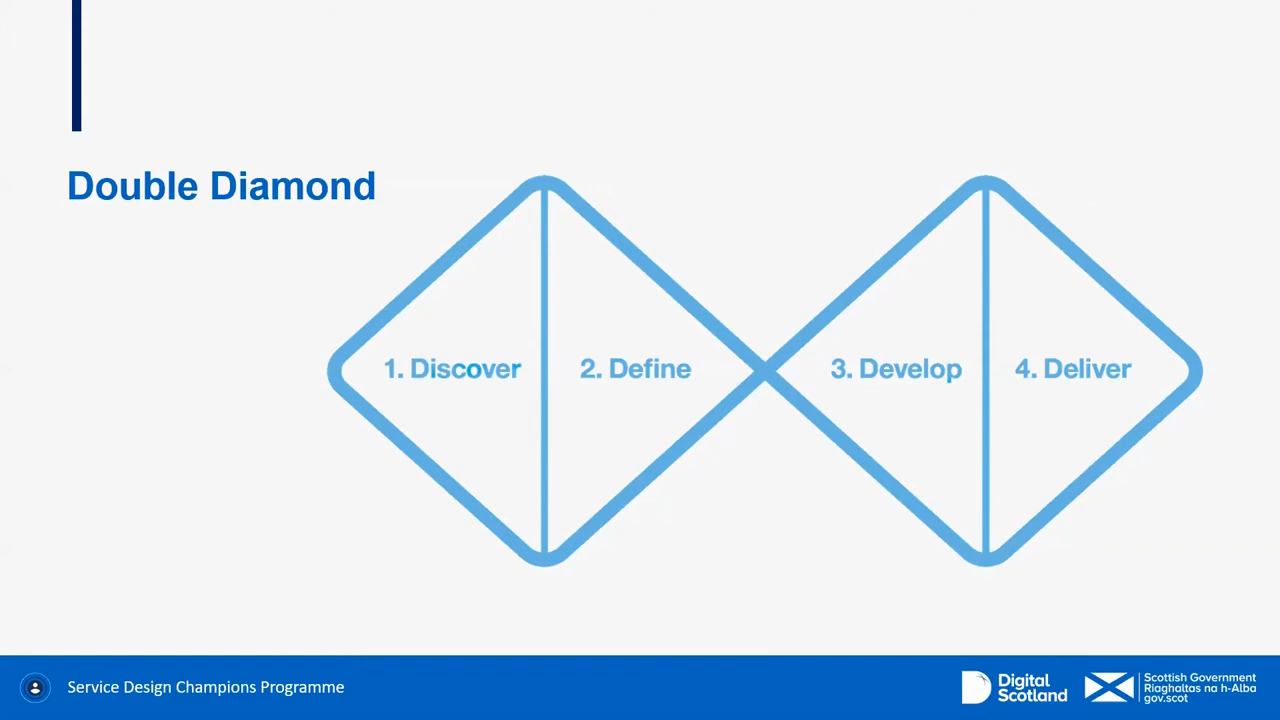 Double Diamond
1. Discover
2. Define
3. Develop
4. Deliver
Service Design Champions Programme
Digital
Scotland
Scottish Government
Riaghaltas na h-Alba
gov.scot